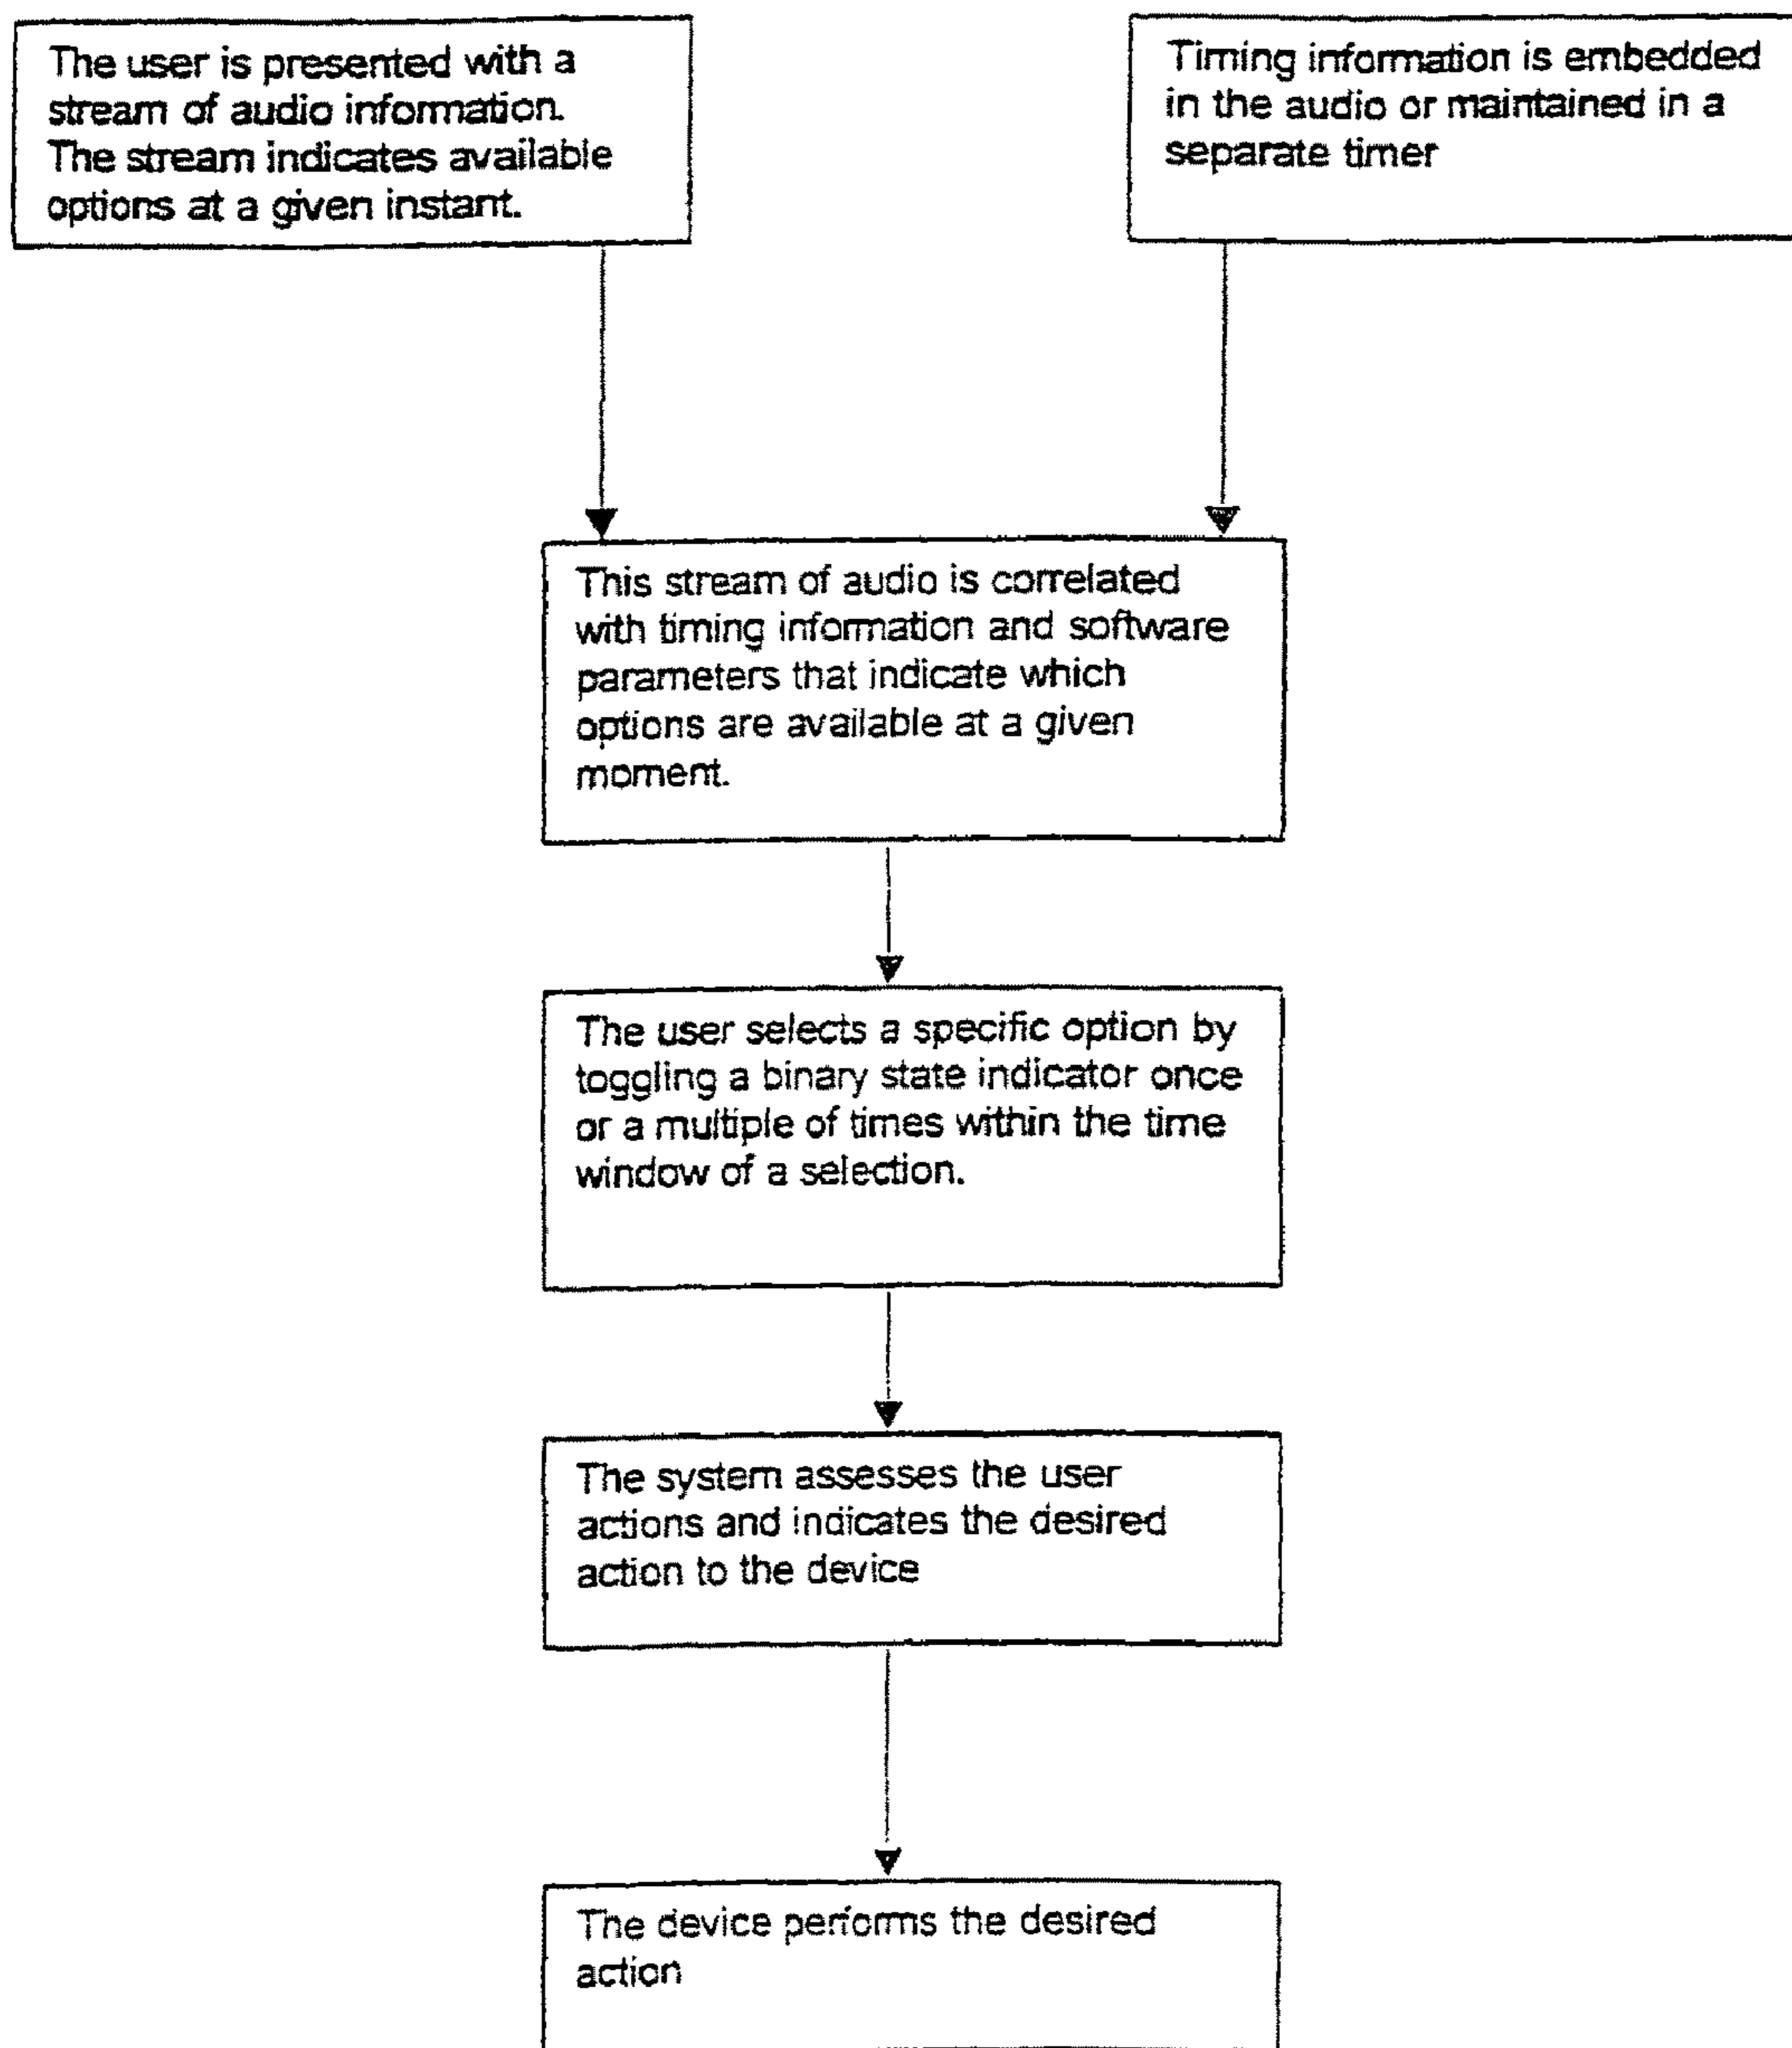 The user is presented with a
stream of audio information.
The stream indicates available
options at a given instant.
Timing information is embedded
in the audio or maintained in a
separate timer
This stream of audio is correlated
with timing information and software
parameters that indicate which
options are available at a given
moment.
The user selects a specific option by
toggling a binary state indicator once
or a multiple of times within the time
window of a selection.
The system assesses the user
actions and indicates the desired
action to the device
The device performs the desired
action